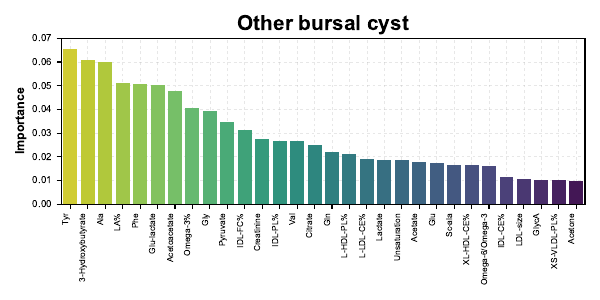 Other bursal cyst
Importance
0.07
0.06
0.05
0.04
0.03
0.02
0.01
0.00
Tyr
3-Hydroxybutyrate
Ala
LA%
Phe
Glu-lactate
Acetoacetate
Omega-3%
Gly
Pyruvate
IDL-FC%
Creatinine
IDL-PL%
Val
Citrate
Gln
L-HDL-PL%
L-LDL-CE%
Lactate
Unsaturation
Acetate
Glu
Soala
XL-HDL-CE%
Omega-6/Omega-3
IDL-CE%
LDL-size
GlycA
XS-VLDL-PL%
Acetone